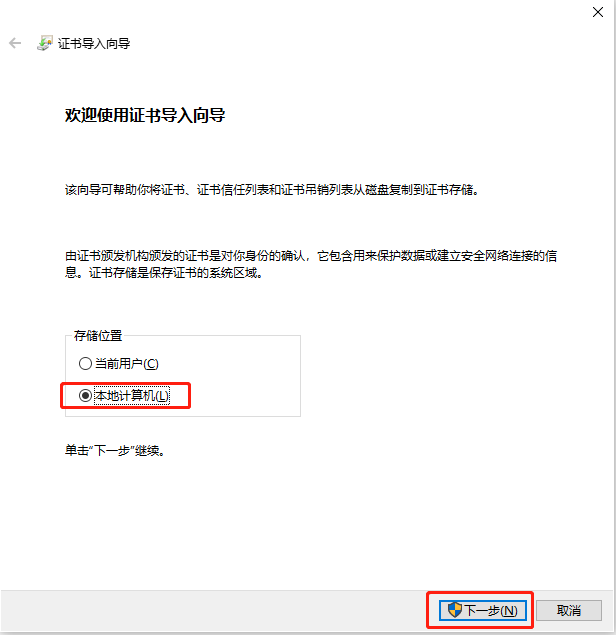 证书导入向导
欢迎使用证书导入向导
该向导可帮助你将证书、证书信任列表和证书吊销列表从磁盘复制到证书存储。
由证书颁发机构颁发的证书是对你身份的确认，它包含用来保护数据或建立安全网络连接的信
息。证书存储是保存证书的系统区域。
存储位置
当前用户(C)
本地计算机(L)
单击“下一步”继续。
下一步(N) 取消